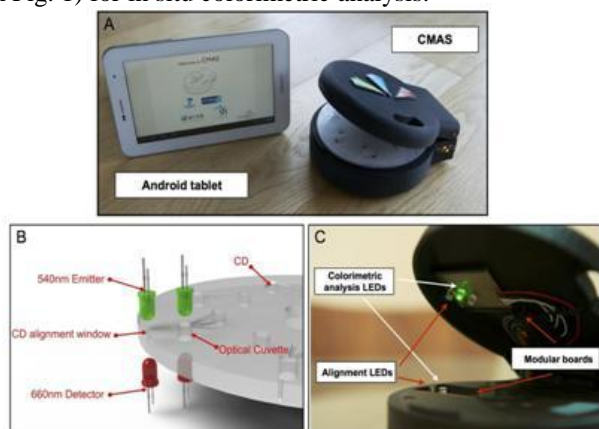 Fig. 1) for in situ colorimetric analysis.
A
CMAS
CMAS
Android tablet
B
540nm Emitter
CD
CD alignment window
Optical Cuvette
660nm Detector
C
Colorimetric
analysis LEDs
Alignment LEDs
Modular boards